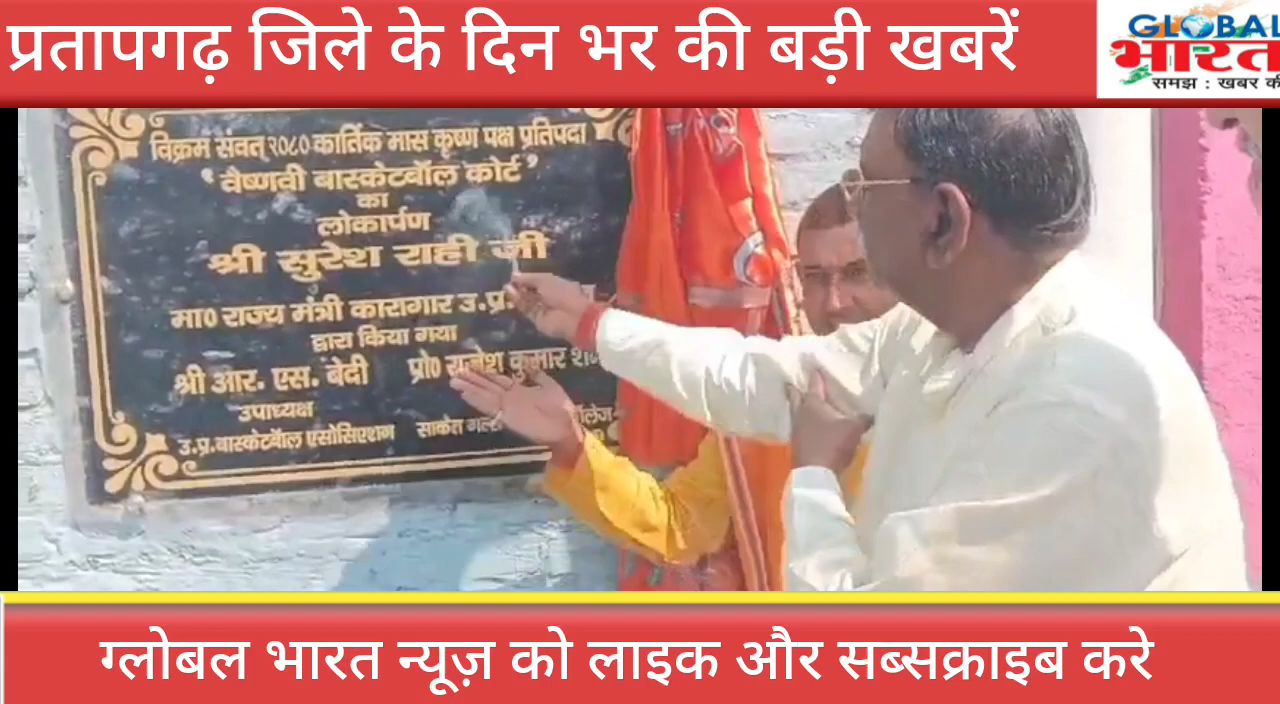 प्रतापगढ़ जिले के दिन भर की बड़ी खबरें
GLOBAL
भारत
समझ : खबर की
विक्रम संवत् २०८० कार्तिक मास कृष्ण पक्ष प्रतिपदा
'वैष्णवी बास्केटबॉल कोर्ट'
का
लोकार्पण
श्री सुरेश राही जी
मा० राज्य मंत्री कारागार उ.प्र.
द्वारा किया गया
श्री आर. एस. बेदी प्रो० राजेश कुमार
उपाध्यक्ष
उ.प्र.बास्केटबॉल एसोसिएशन साकेत गर्ल्स
ग्लोबल भारत न्यूज़ को लाइक और सब्सक्राइब करे